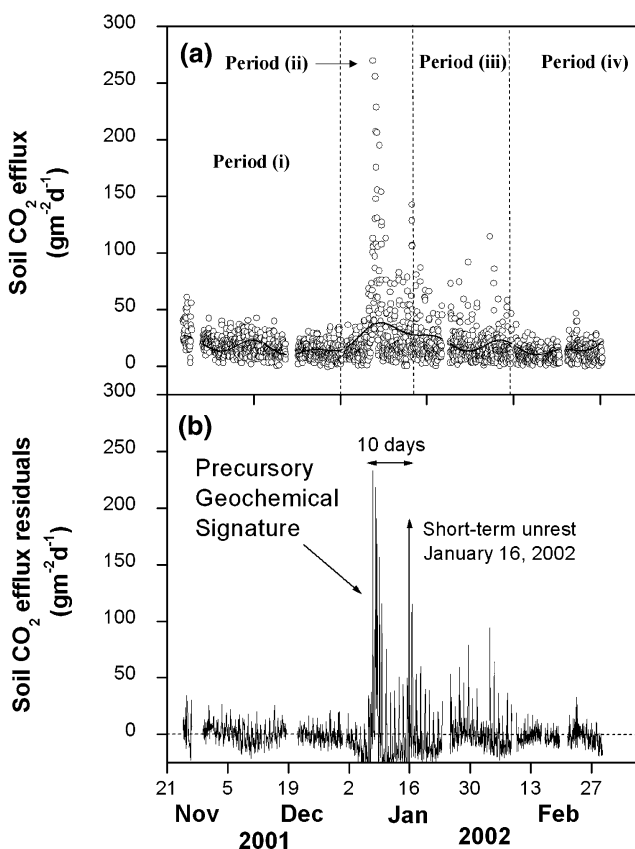 300
(a)
Period (ii)
Period (iii)
Period (iv)
250
200
Period (i)
150
100
50
0
Soil CO2 efflux
(gm-2d-1)
300
(b)
10 days
Precursory
Geochemical
Signature
250
200
Short-term unrest
January 16, 2002
150
100
50
0
Soil CO2 efflux residuals
(gm-2d-1)
21 5 19 2 16 30 13 27
Nov Dec Jan Feb
2001 2002